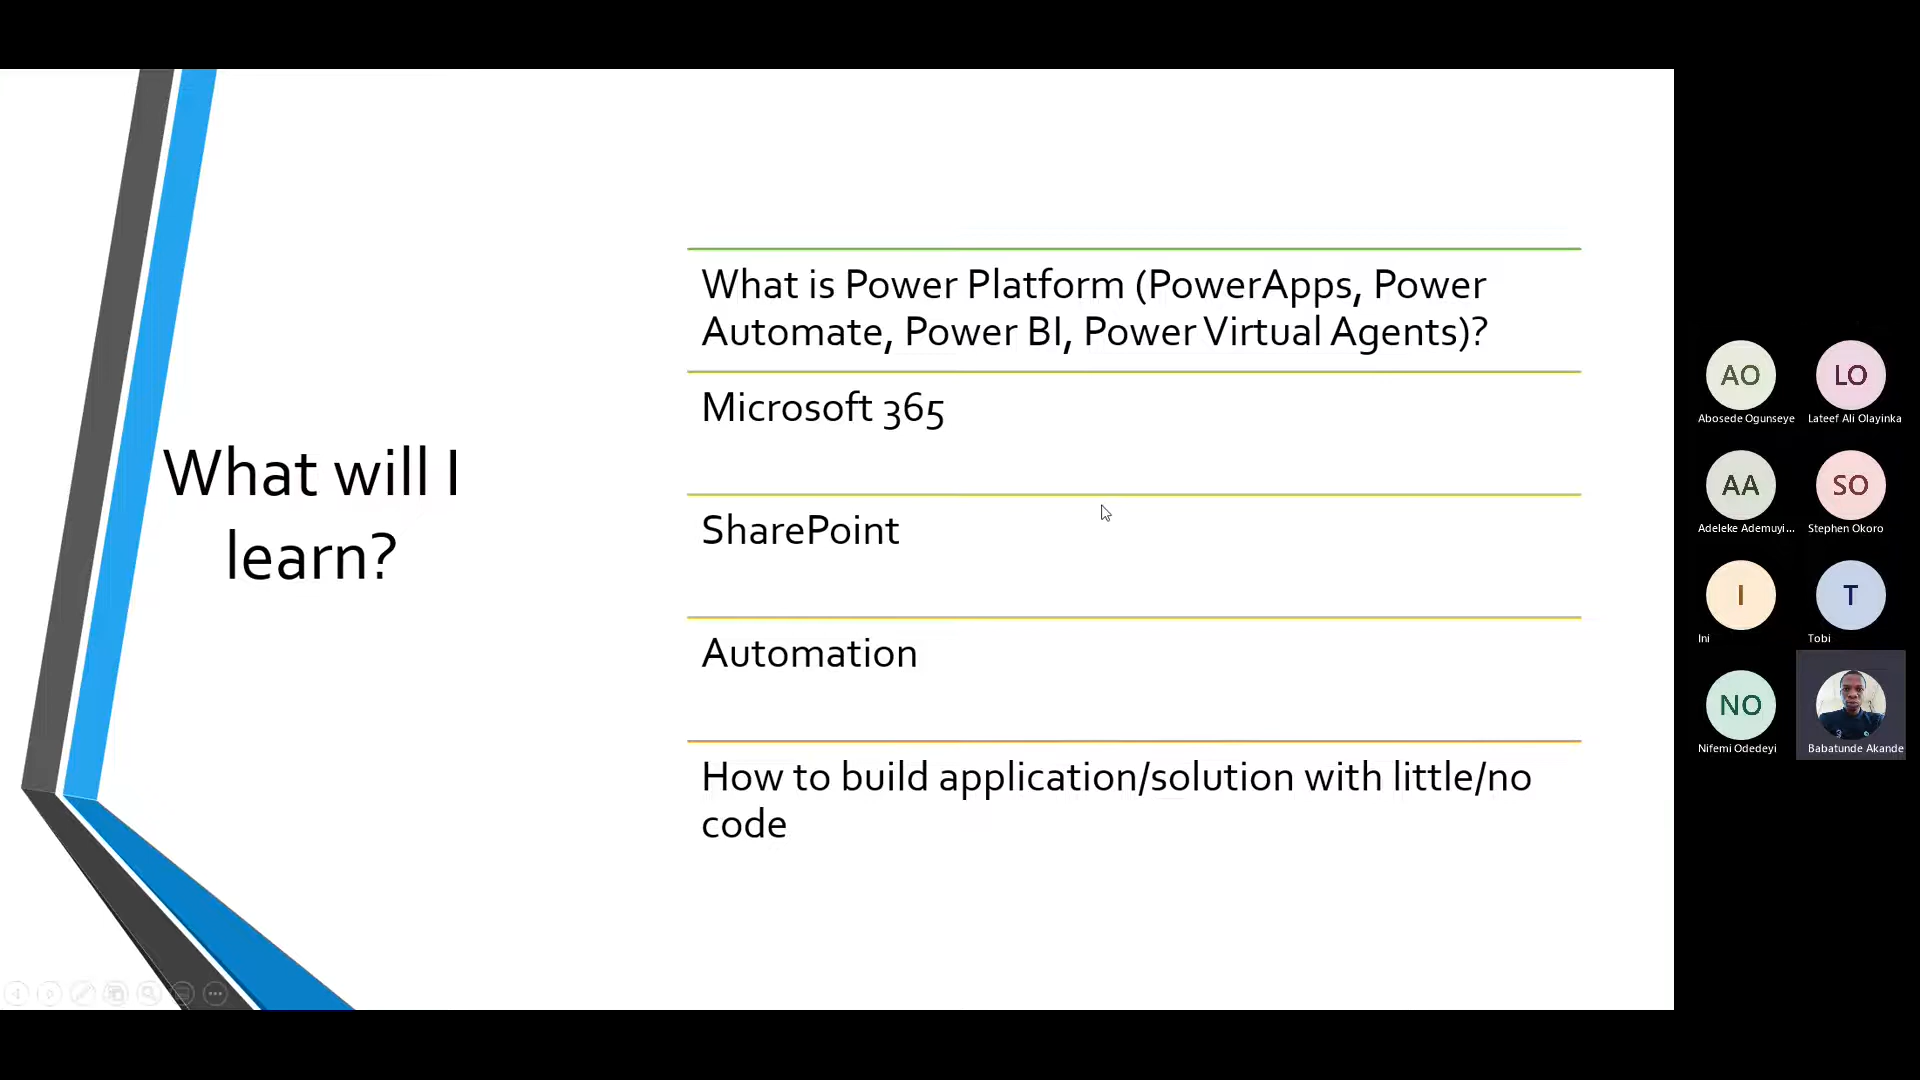 What will I
learn?
What is Power Platform (PowerApps, Power
Automate, Power BI, Power Virtual Agents)?
Microsoft 365
SharePoint
Automation
How to build application/solution with little/no
code
AO
Abosede Ogunseye
LO
Lateef Ali Olayinka
AA
Adeleke Ademuyi...
SO
Stephen Okoro
I
Ini
T
Tobi
NO
Nifemi Odedeyi
Babatunde Akande